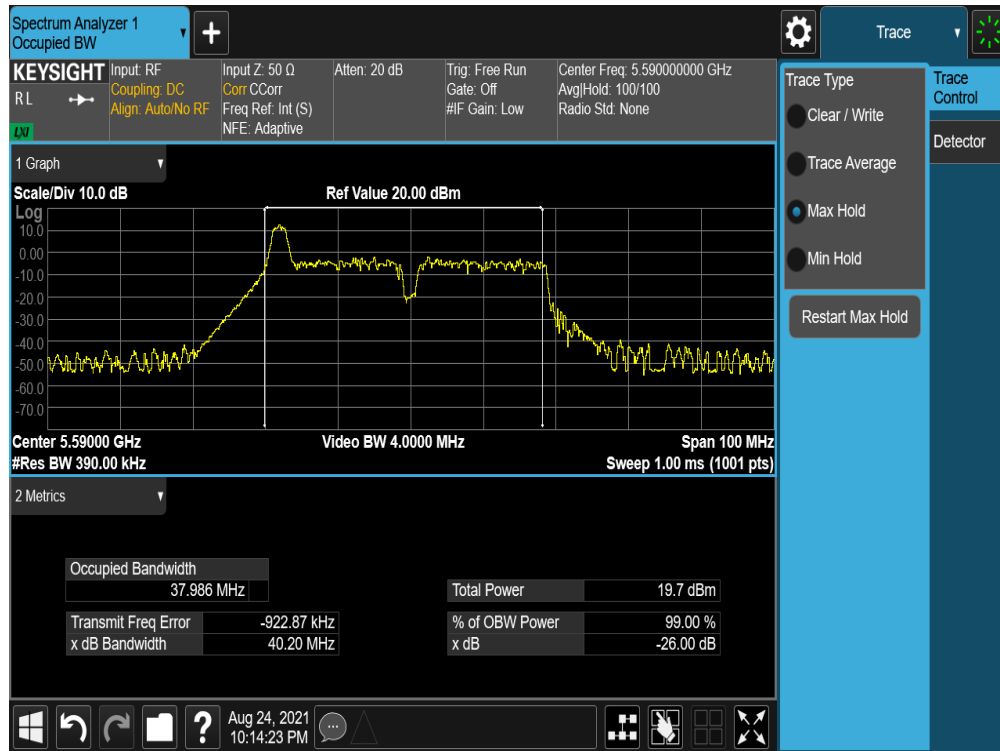 Spectrum Analyzer 1
Occupied BW
+
Trace
KEYSIGHT
RL
LXI
Input: RF
Coupling: DC
Align: Auto/No RF
Input Z: 50 Ω
Corr CCorr
Freq Ref: Int (S)
NFE: Adaptive
Atten: 20 dB
Trig: Free Run
Gate: Off
#IF Gain: Low
Center Freq: 5.590000000 GHz
Avg|Hold: 100/100
Radio Std: None
Trace Type
Clear / Write
Trace Average
Max Hold
Min Hold
Restart Max Hold
Trace
Control
Detector
1 Graph
Scale/Div 10.0 dB
Ref Value 20.00 dBm
Log
10.0
0.00
-10.0
-20.0
-30.0
-40.0
-50.0
-60.0
-70.0
Center 5.59000 GHz
Video BW 4.0000 MHz
Span 100 MHz
#Res BW 390.00 kHz
Sweep 1.00 ms (1001 pts)
2 Metrics
Occupied Bandwidth
37.986 MHz
Total Power 19.7 dBm
Transmit Freq Error -922.87 kHz
% of OBW Power 99.00 %
x dB Bandwidth 40.20 MHz
x dB -26.00 dB
?
Aug 24, 2021
10:14:23 PM